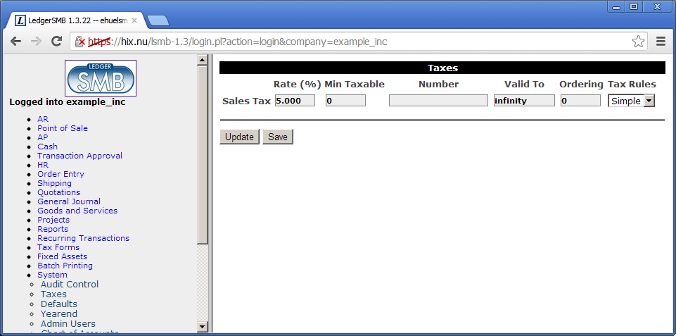 LedgerSMB 1.3.22 -- ehuelsm
https://hix.nu/lsmb-1.3/login.pl?action=login&company=example_inc
LEDGER
SMB
Logged into example_inc
AR
Point of Sale
AP
Cash
Transaction Approval
HR
Order Entry
Shipping
Quotations
General Journal
Goods and Services
Projects
Reports
Recurring Transactions
Tax Forms
Fixed Assets
Batch Printing
System
Audit Control
Taxes
Defaults
Yearend
Admin Users
Chart of Accounts
Taxes
Rate (%) Min Taxable Number Valid To Ordering Tax Rules
Sales Tax 5.000 0 infinity 0 Simple
Update Save